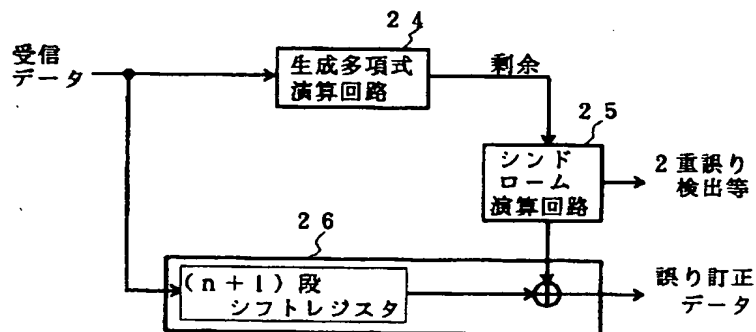 24
受信
データ
生成多項式
演算回路
剰余
25
シンド
ローム
演算回路
2重誤り
検出等
26
(n+1)段
シフトレジスタ
誤り訂正
データ